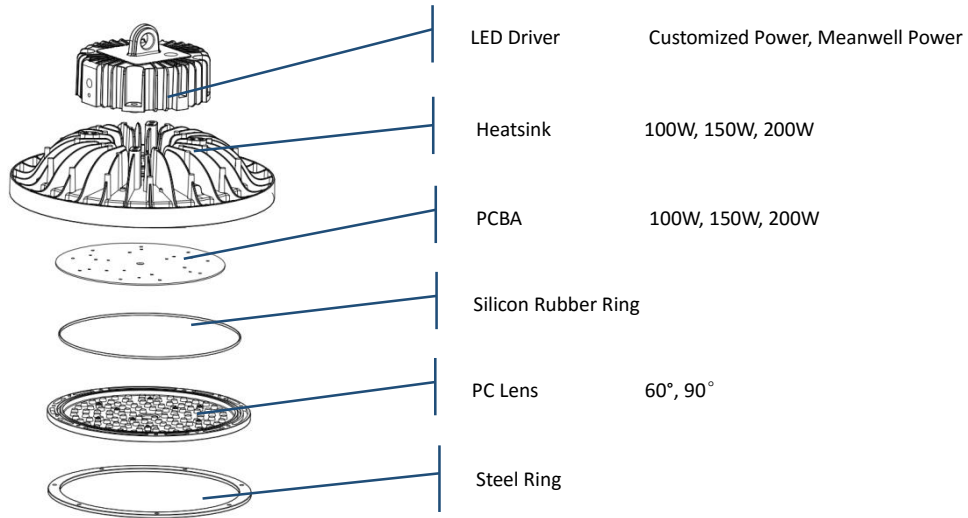 LED Driver Customized Power, Meanwell Power
Heatsink 100W, 150W, 200W
PCBA 100W, 150W, 200W
Silicon Rubber Ring
PC Lens 60°, 90°
Steel Ring